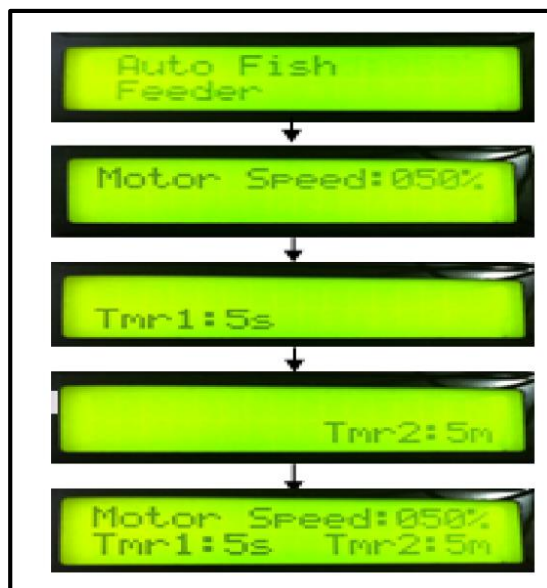 Auto Fish
Feeder
Motor Speed:050%
Tmr1:5s
Tmr2:5m
Motor Speed:050%
Tmr1:5s Tmr2:5m